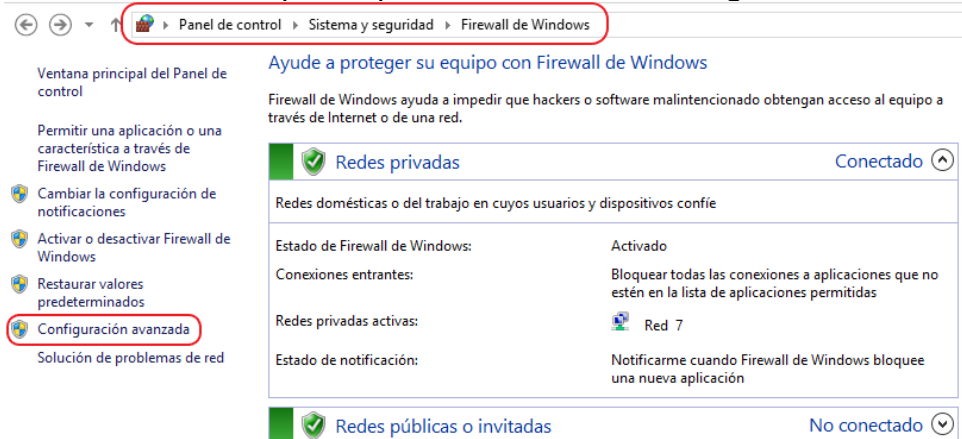 Panel de control Sistema y seguridad Firewall de Windows
Ventana principal del Panel de
control
Permitir una aplicación o una
característica a través de
Firewall de Windows
Cambiar la configuración de
notificaciones
Activar o desactivar Firewall de
Windows
Restaurar valores
predeterminados
Configuración avanzada
Solución de problemas de red
Ayude a proteger su equipo con Firewall de Windows
Firewall de Windows ayuda a impedir que hackers o software malintencionado obtengan acceso al equipo a
través de Internet o de una red.
Redes privadas Conectado
Redes domésticas o del trabajo en cuyos usuarios y dispositivos confíe
Estado de Firewall de Windows: Activado
Conexiones entrantes: Bloquear todas las conexiones a aplicaciones que no
estén en la lista de aplicaciones permitidas
Redes privadas activas: Red 7
Estado de notificación: Notificarme cuando Firewall de Windows bloquee
una nueva aplicación
Redes públicas o invitadas No conectado